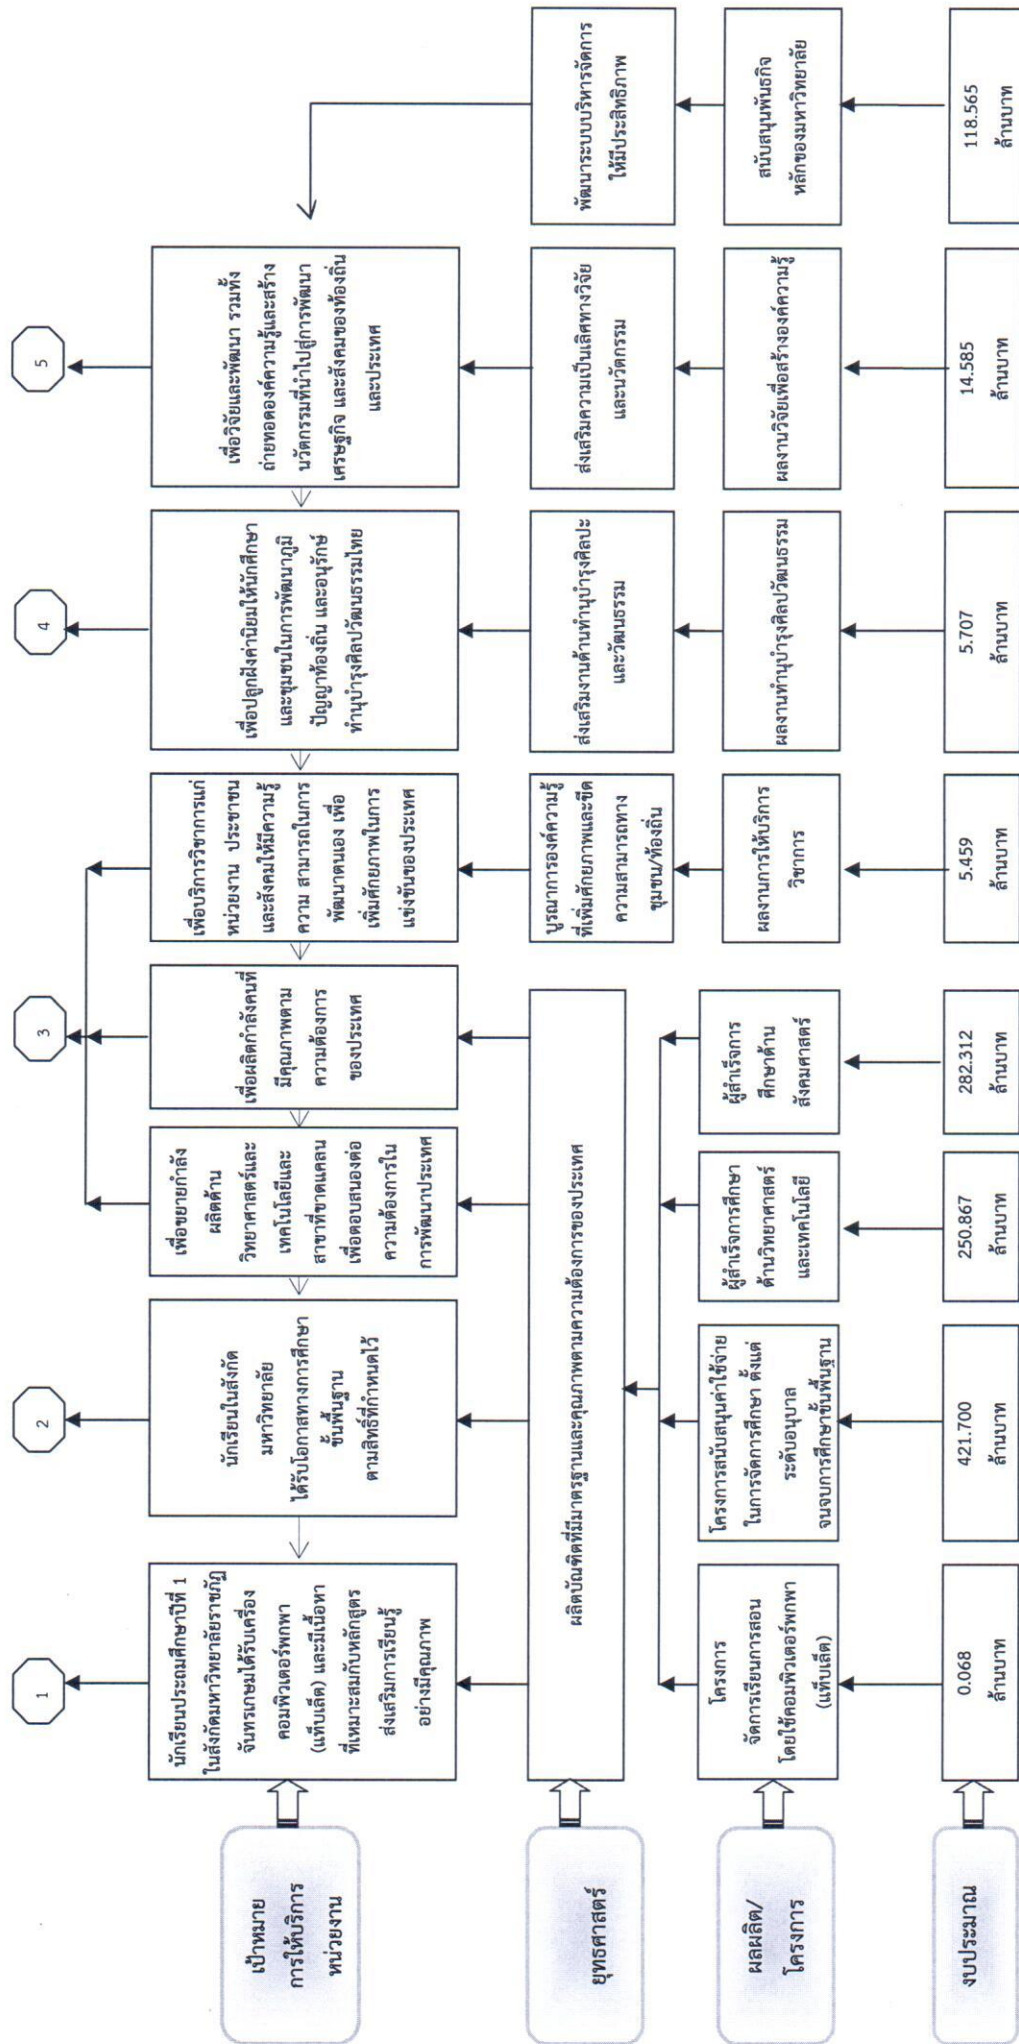 1
2
3
4
5
เป้าหมาย
การให้บริการ
หน่วยงาน
นักเรียนประถมศึกษาปีที่ 1
ในสังกัดมหาวิทยาลัยราชภัฏ
จันทรเกษมได้รับเครื่อง
คอมพิวเตอร์พกพา
(แท็บเล็ต) และมีเนื้อหา
ที่เหมาะสมกับหลักสูตร
ส่งเสริมการเรียนรู้
อย่างมีคุณภาพ
นักเรียนในสังกัด
มหาวิทยาลัย
ได้รับโอกาสทางการศึกษา
ขั้นพื้นฐาน
ตามสิทธิ์ที่กำหนดไว้
เพื่อขยายกำลัง
ผลิตด้าน
วิทยาศาสตร์และ
เทคโนโลยีและ
สาขาที่ขาดแคลน
เพื่อตอบสนองต่อ
ความต้องการใน
การพัฒนาประเทศ
เพื่อผลิตกำลังคนที่
มีคุณภาพตาม
ความต้องการ
ของประเทศ
เพื่อบริการวิชาการแก่
หน่วยงาน ประชาชน
และสังคมให้มีความรู้
ความ สามารถในการ
พัฒนาตนเอง เพื่อ
เพิ่มศักยภาพในการ
แข่งขันของประเทศ
เพื่อปลูกฝังค่านิยมให้นักศึกษา
และชุมชนในการพัฒนาภูมิ
ปัญญาท้องถิ่น และอนุรักษ์
ทำนุบำรุงศิลปวัฒนธรรมไทย
เพื่อวิจัยและพัฒนา รวมทั้ง
ถ่ายทอดองค์ความรู้และสร้าง
นวัตกรรมที่นำไปสู่การพัฒนา
เศรษฐกิจ และสังคมของท้องถิ่น
และประเทศ
ยุทธศาสตร์
ผลิตบัณฑิตที่มีมาตรฐานและคุณภาพตามความต้องการของประเทศ
บูรณาการองค์ความรู้
ที่เพิ่มศักยภาพและขีด
ความสามารถทาง
ชุมชน/ท้องถิ่น
ส่งเสริมงานด้านทำนุบำรุงศิลปะ
และวัฒนธรรม
ส่งเสริมความเป็นเลิศทางวิจัย
และนวัตกรรม
พัฒนาระบบบริหารจัดการ
ให้มีประสิทธิภาพ
ผลผลิต/
โครงการ
โครงการ
จัดการเรียนการสอน
โดยใช้คอมพิวเตอร์พกพา
(แท็บเล็ต)
โครงการสนับสนุนค่าใช้จ่าย
ในการจัดการศึกษา ตั้งแต่
ระดับอนุบาล
จนจบการศึกษาขั้นพื้นฐาน
ผู้สำเร็จการศึกษา
ด้านวิทยาศาสตร์
และเทคโนโลยี
ผู้สำเร็จการ
ศึกษาด้าน
สังคมศาสตร์
ผลงานการให้บริการ
วิชาการ
ผลงานทำนุบำรุงศิลปวัฒนธรรม
ผลงานวิจัยเพื่อสร้างองค์ความรู้
สนับสนุนพันธกิจ
หลักของมหาวิทยาลัย
งบประมาณ
0.068
ล้านบาท
421.700
ล้านบาท
250.867
ล้านบาท
282.312
ล้านบาท
5.459
ล้านบาท
5.707
ล้านบาท
14.585
ล้านบาท
118.565
ล้านบาท